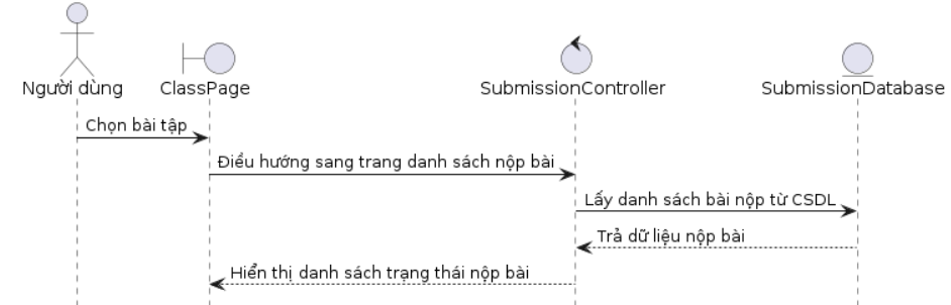 Người dùng
ClassPage
SubmissionController
SubmissionDatabase
Chọn bài tập
Điều hướng sang trang danh sách nộp bài
Lấy danh sách bài nộp từ CSDL
Trả dữ liệu nộp bài
Hiển thị danh sách trạng thái nộp bài